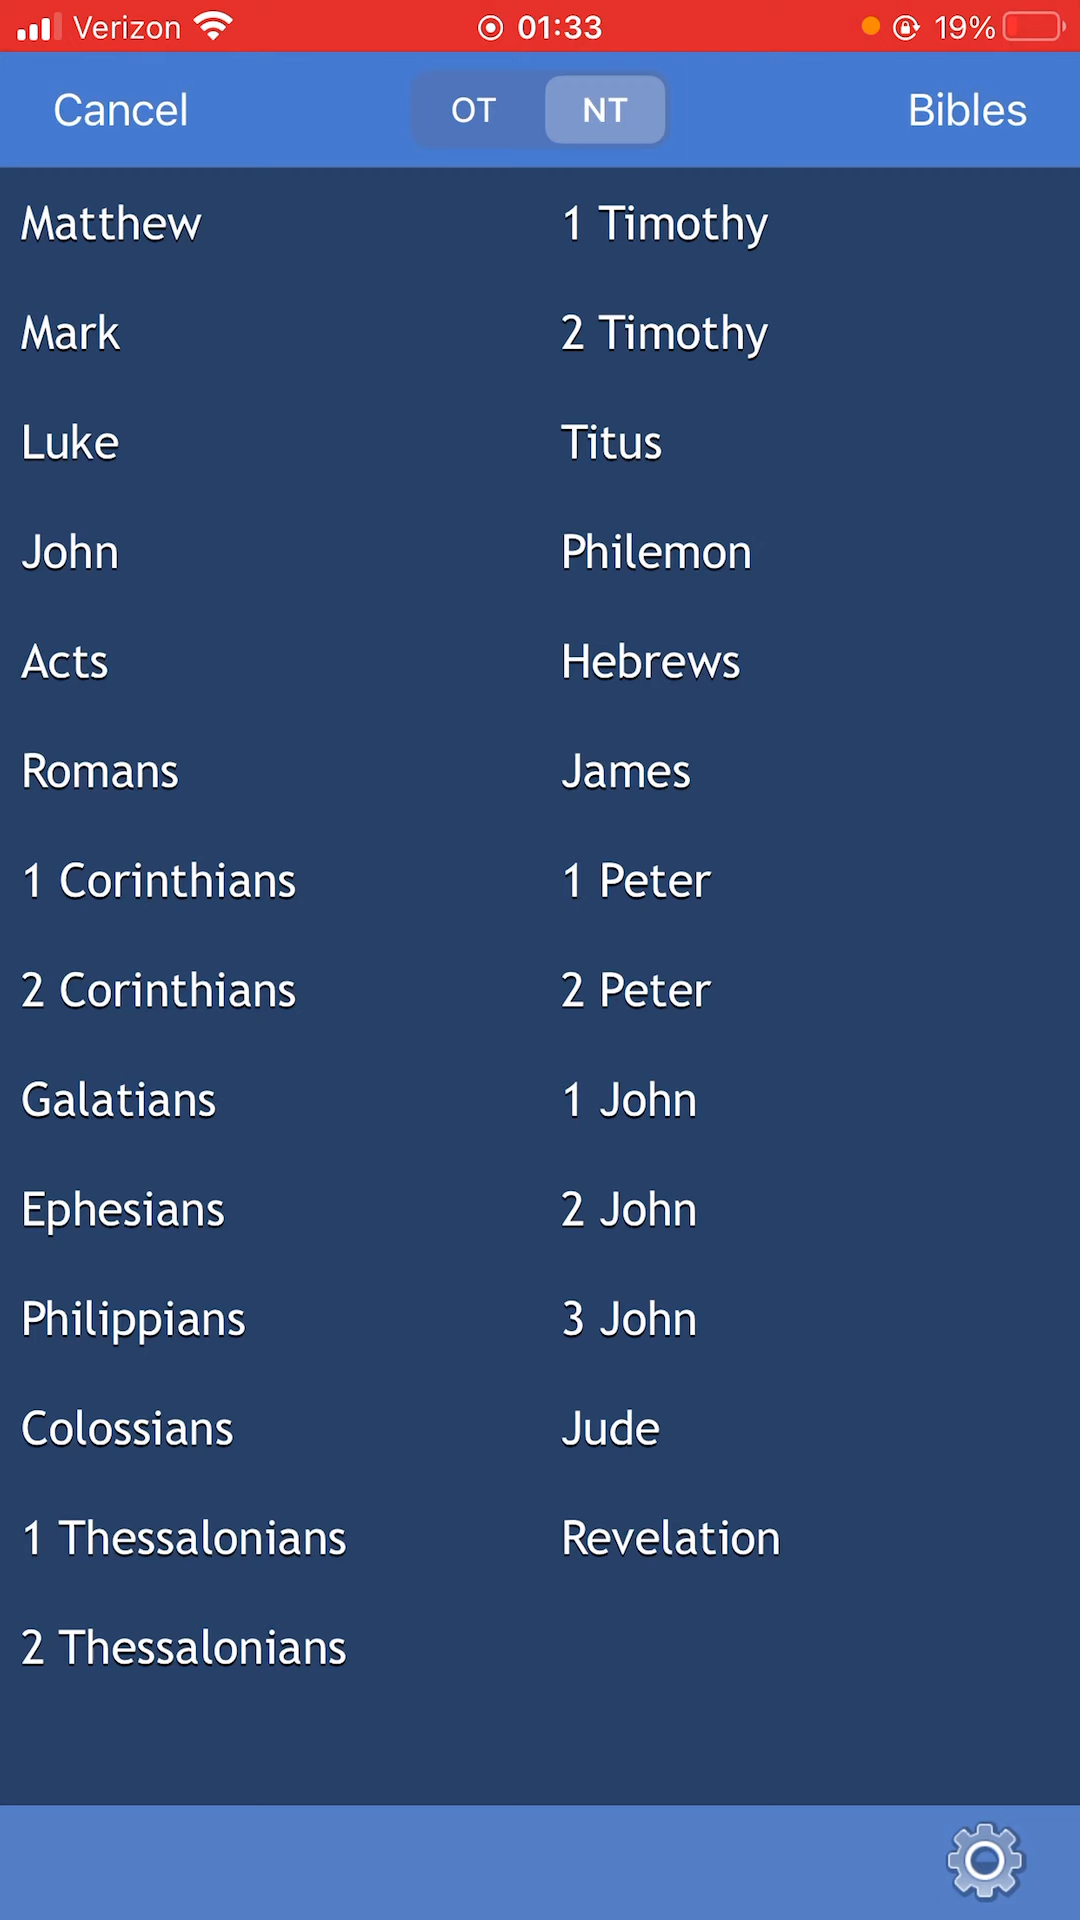 Verizon 01:33 19%
Cancel OT NT Bibles
Matthew
Mark
Luke
John
Acts
Romans
1 Corinthians
2 Corinthians
Galatians
Ephesians
Philippians
Colossians
1 Thessalonians
2 Thessalonians
1 Timothy
2 Timothy
Titus
Philemon
Hebrews
James
1 Peter
2 Peter
1 John
2 John
3 John
Jude
Revelation